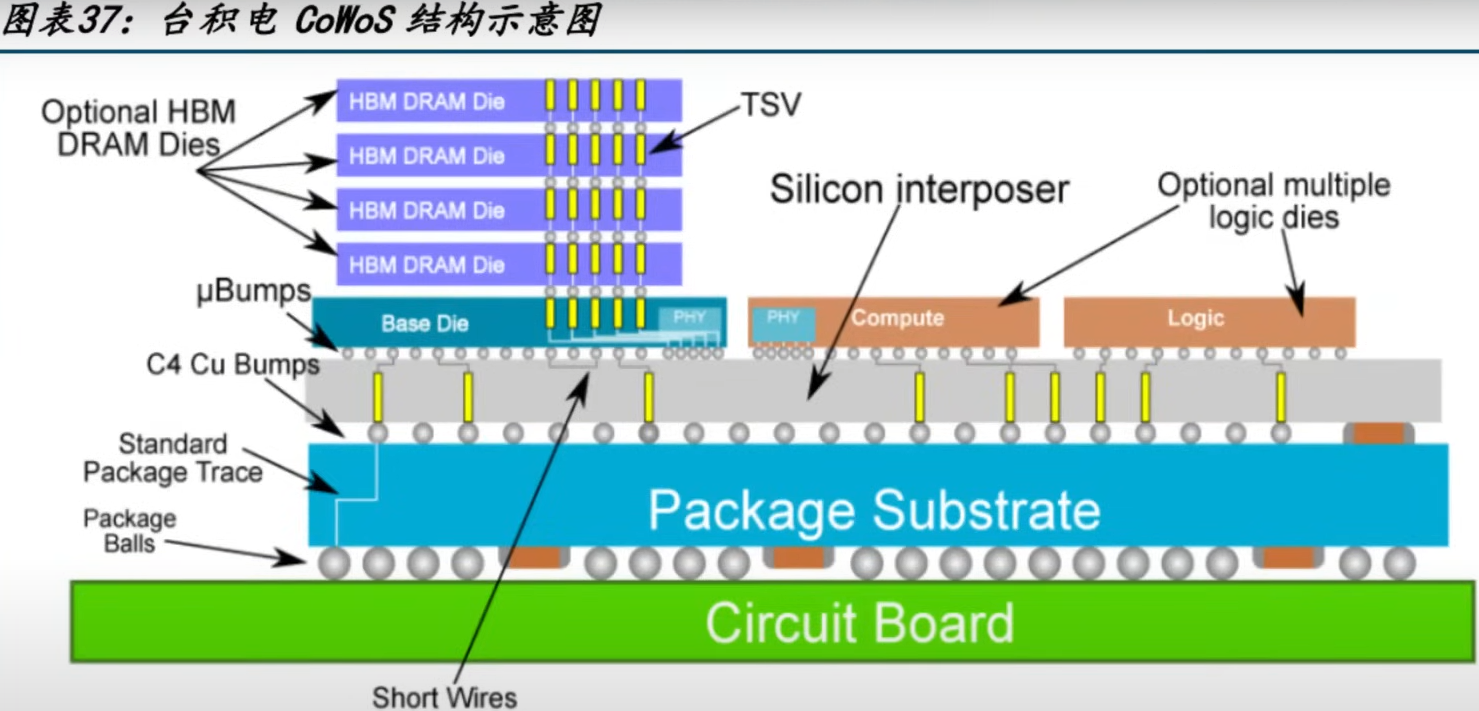 图表37：台积电 CoWoS 结构示意图
Optional HBM
DRAM Dies
HBM DRAM Die
HBM DRAM Die
HBM DRAM Die
HBM DRAM Die
TSV
Silicon interposer
Optional multiple
logic dies
µBumps
Base Die
PHY
PHY
Compute
Logic
C4 Cu Bumps
Standard
Package Trace
Package Substrate
Package
Balls
Circuit Board
Short Wires